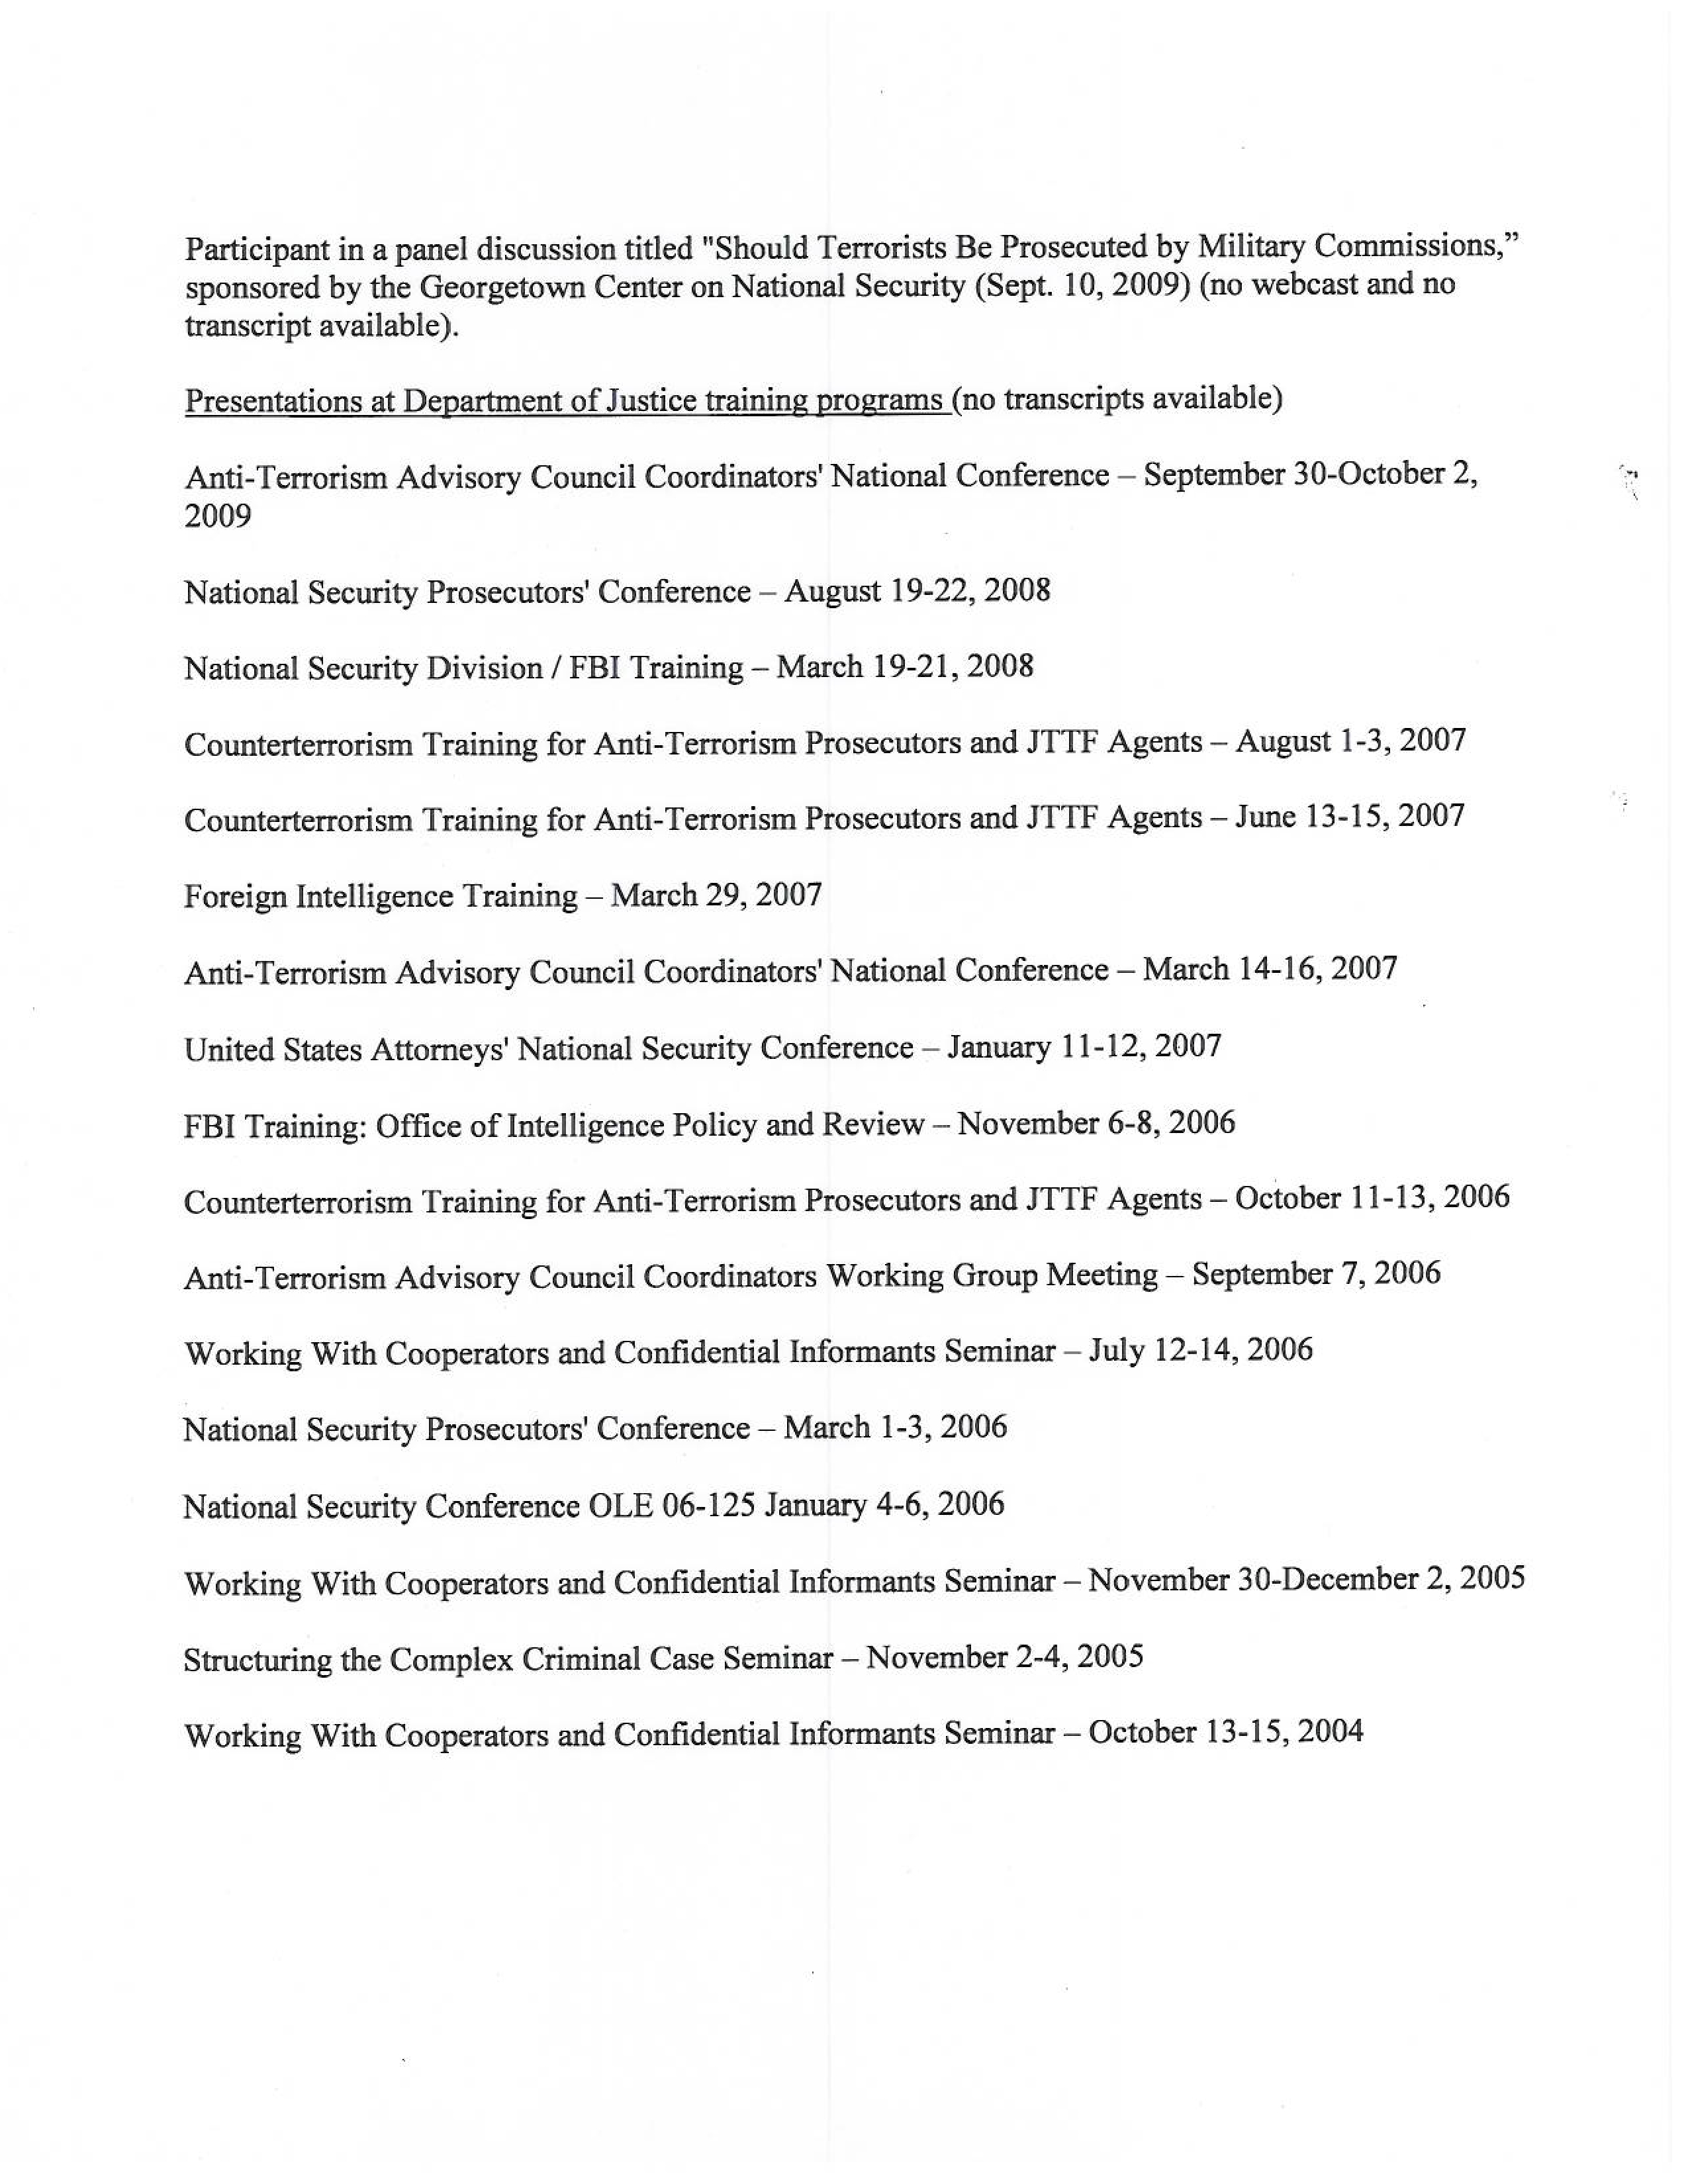 Participant in a panel discussion titled "Should Terrorists Be Prosecuted by Military Commissions,”
sponsored by the Georgetown Center on National Security (Sept. 10, 2009) (no webcast and no
transcript available).
Presentations at Department of Justice training programs (no transcripts available)
Anti-Terrorism Advisory Council Coordinators' National Conference – September 30-October 2,
2009
National Security Prosecutors' Conference – August 19-22, 2008
National Security Division / FBI Training – March 19-21, 2008
Counterterrorism Training for Anti-Terrorism Prosecutors and JTTF Agents – August 1-3, 2007
Counterterrorism Training for Anti-Terrorism Prosecutors and JTTF Agents – June 13-15, 2007
Foreign Intelligence Training – March 29, 2007
Anti-Terrorism Advisory Council Coordinators' National Conference – March 14-16, 2007
United States Attorneys' National Security Conference – January 11-12, 2007
FBI Training: Office of Intelligence Policy and Review – November 6-8, 2006
Counterterrorism Training for Anti-Terrorism Prosecutors and JTTF Agents – October 11-13, 2006
Anti-Terrorism Advisory Council Coordinators Working Group Meeting – September 7, 2006
Working With Cooperators and Confidential Informants Seminar – July 12-14, 2006
National Security Prosecutors' Conference – March 1-3, 2006
National Security Conference OLE 06-125 January 4-6, 2006
Working With Cooperators and Confidential Informants Seminar – November 30-December 2, 2005
Structuring the Complex Criminal Case Seminar – November 2-4, 2005
Working With Cooperators and Confidential Informants Seminar – October 13-15, 2004